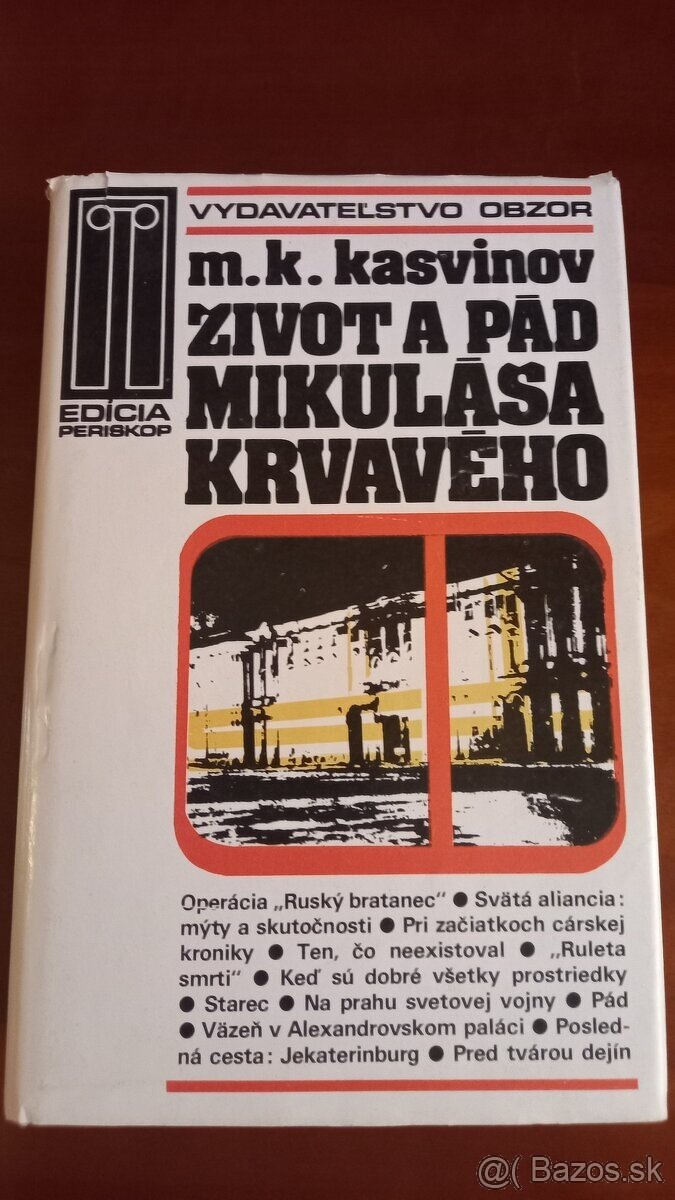 VYDAVATEĽSTVO OBZOR
m.k. kasvinov
ŽIVOT A PÁD
MIKULÁŠA
KRVAVÉHO
EDÍCIA
PERISKOP
Operácia „Ruský bratanec“ ● Svätá aliancia:
mýty a skutočnosti ● Pri začiatkoch cárskej
kroniky ● Ten, čo neexistoval ● „Ruleta
smrti“ ● Keď sú dobré všetky prostriedky
● Starec ● Na prahu svetovej vojny ● Pád
● Väzeň v Alexandrovskom paláci ● Posled-
ná cesta: Jekaterinburg ● Pred tvárou dejín
@( Bazos.sk